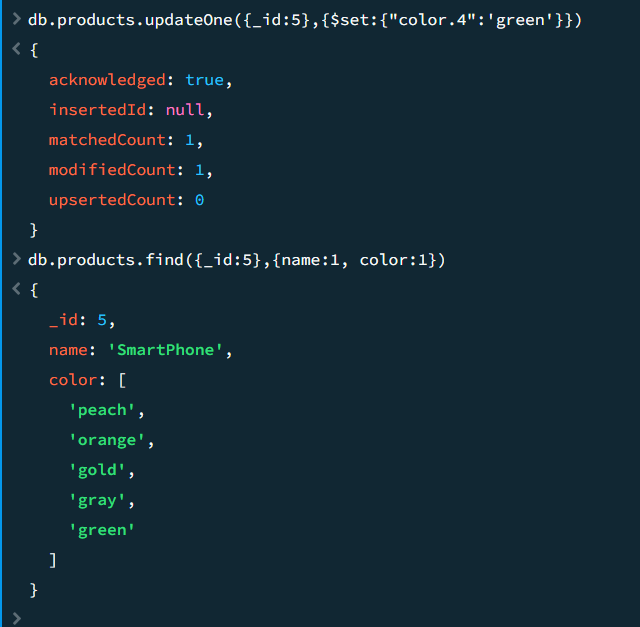 > db.products.updateOne({_id:5},{$set:{"color.4":'green'}})
< {
acknowledged: true,
insertedId: null,
matchedCount: 1,
modifiedCount: 1,
upsertedCount: 0
}
> db.products.find({_id:5},{name:1, color:1})
< {
_id: 5,
name: 'SmartPhone',
color: [
'peach',
'orange',
'gold',
'gray',
'green'
]
}
>